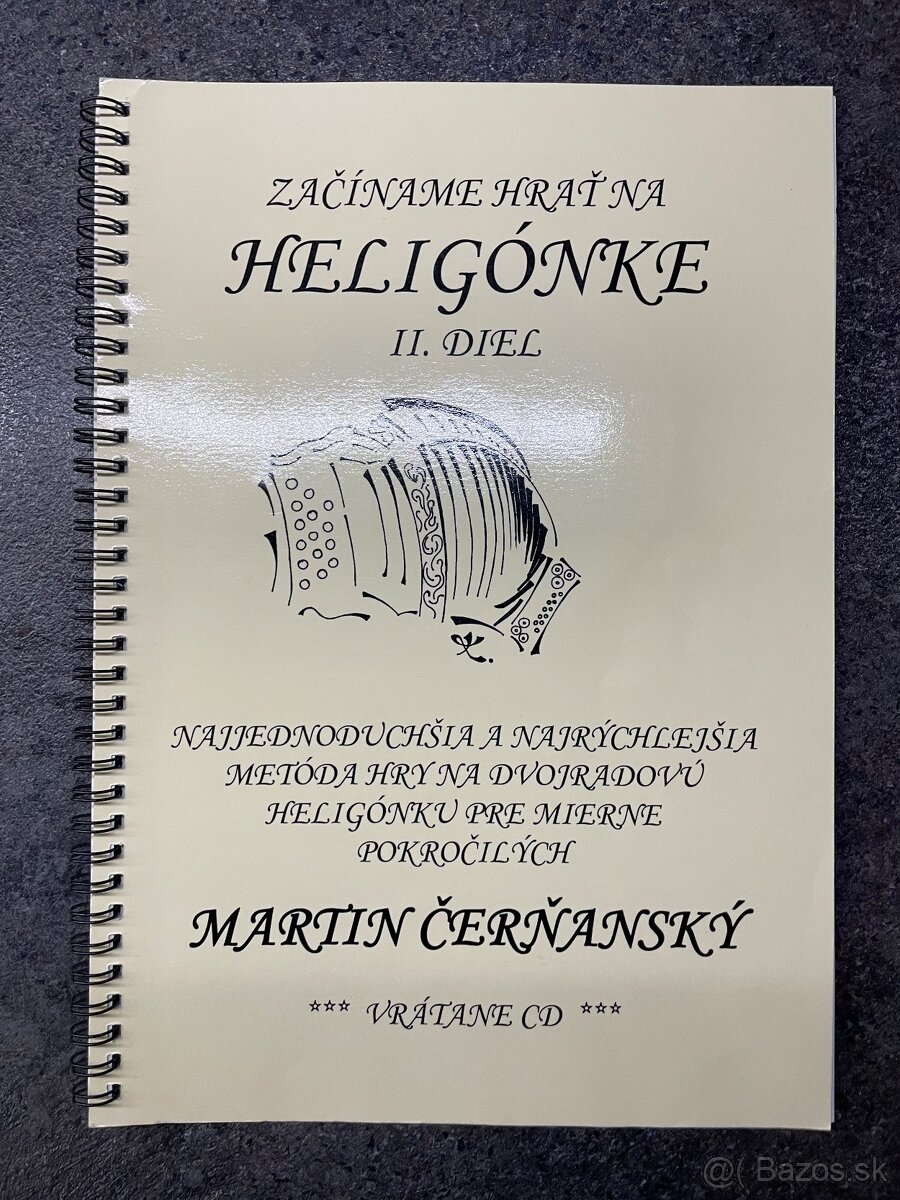 ZAČÍNAME HRAŤ NA
HELIGÓNKE
II. DIEL
NAJJEDNODUCHŠIA A NAJRÝCHLEJŠIA
METÓDA HRY NA DVOJRADOVÚ
HELIGÓNKU PRE MIERNE
POKROČILÝCH
MARTIN ČERŇANSKÝ
*** VRÁTANE CD ***
@( Bazos.sk